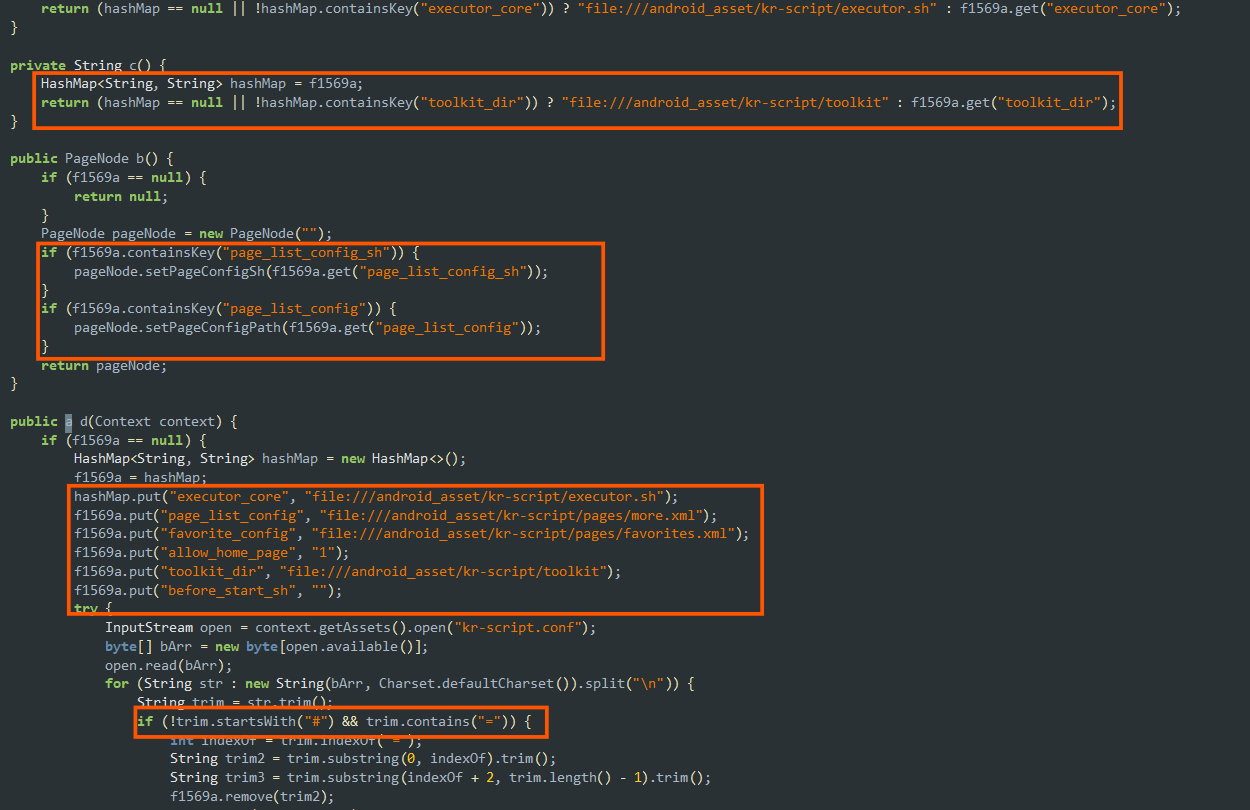 return (hashMap == null || !hashMap.containsKey("executor_core")) ? "file:///android_asset/kr-script/executor.sh" : f1569a.get("executor_core");
}
private String c() {
HashMap<String, String> hashMap = f1569a;
return (hashMap == null || !hashMap.containsKey("toolkit_dir")) ? "file:///android_asset/kr-script/toolkit" : f1569a.get("toolkit_dir");
}
public PageNode b() {
if (f1569a == null) {
return null;
}
PageNode pageNode = new PageNode("");
if (f1569a.containsKey("page_list_config_sh")) {
pageNode.setPageConfigSh(f1569a.get("page_list_config_sh"));
}
if (f1569a.containsKey("page_list_config")) {
pageNode.setPageConfigPath(f1569a.get("page_list_config"));
}
return pageNode;
}
public a d(Context context) {
if (f1569a == null) {
HashMap<String, String> hashMap = new HashMap<>();
f1569a = hashMap;
hashMap.put("executor_core", "file:///android_asset/kr-script/executor.sh");
f1569a.put("page_list_config", "file:///android_asset/kr-script/pages/more.xml");
f1569a.put("favorite_config", "file:///android_asset/kr-script/pages/favorites.xml");
f1569a.put("allow_home_page", "1");
f1569a.put("toolkit_dir", "file:///android_asset/kr-script/toolkit");
f1569a.put("before_start_sh", "");
try {
InputStream open = context.getAssets().open("kr-script.conf");
byte[] bArr = new byte[open.available()];
open.read(bArr);
for (String str : new String(bArr, Charset.defaultCharset()).split("\n")) {
String trim = str.trim();
if (!trim.startsWith("#") && trim.contains("=")) {
int indexOf = trim.indexOf("=");
String trim2 = trim.substring(0, indexOf).trim();
String trim3 = trim.substring(indexOf + 2, trim.length() - 1).trim();
f1569a.remove(trim2);